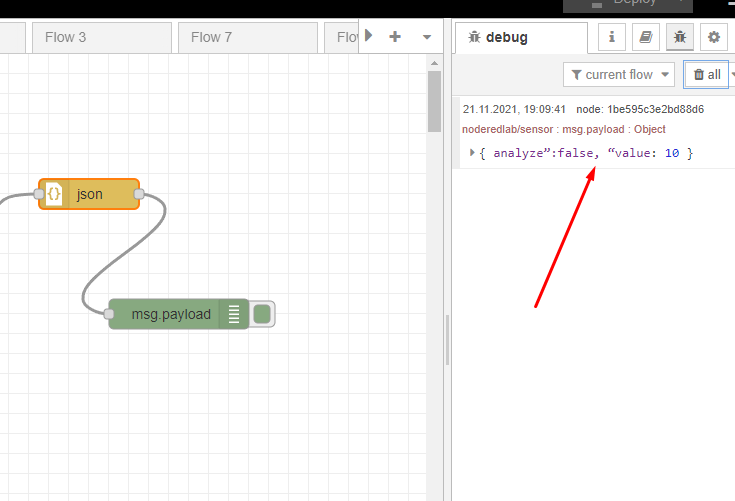 Deploy
Flow 3
Flow 7
Flow
debug
i
current flow
all
21.11.2021, 19:09:41 node: 1be595c3e2bd88d6
noderedlab/sensor : msg.payload : Object
{ analyze”:false, “value: 10 }
{} json
msg.payload